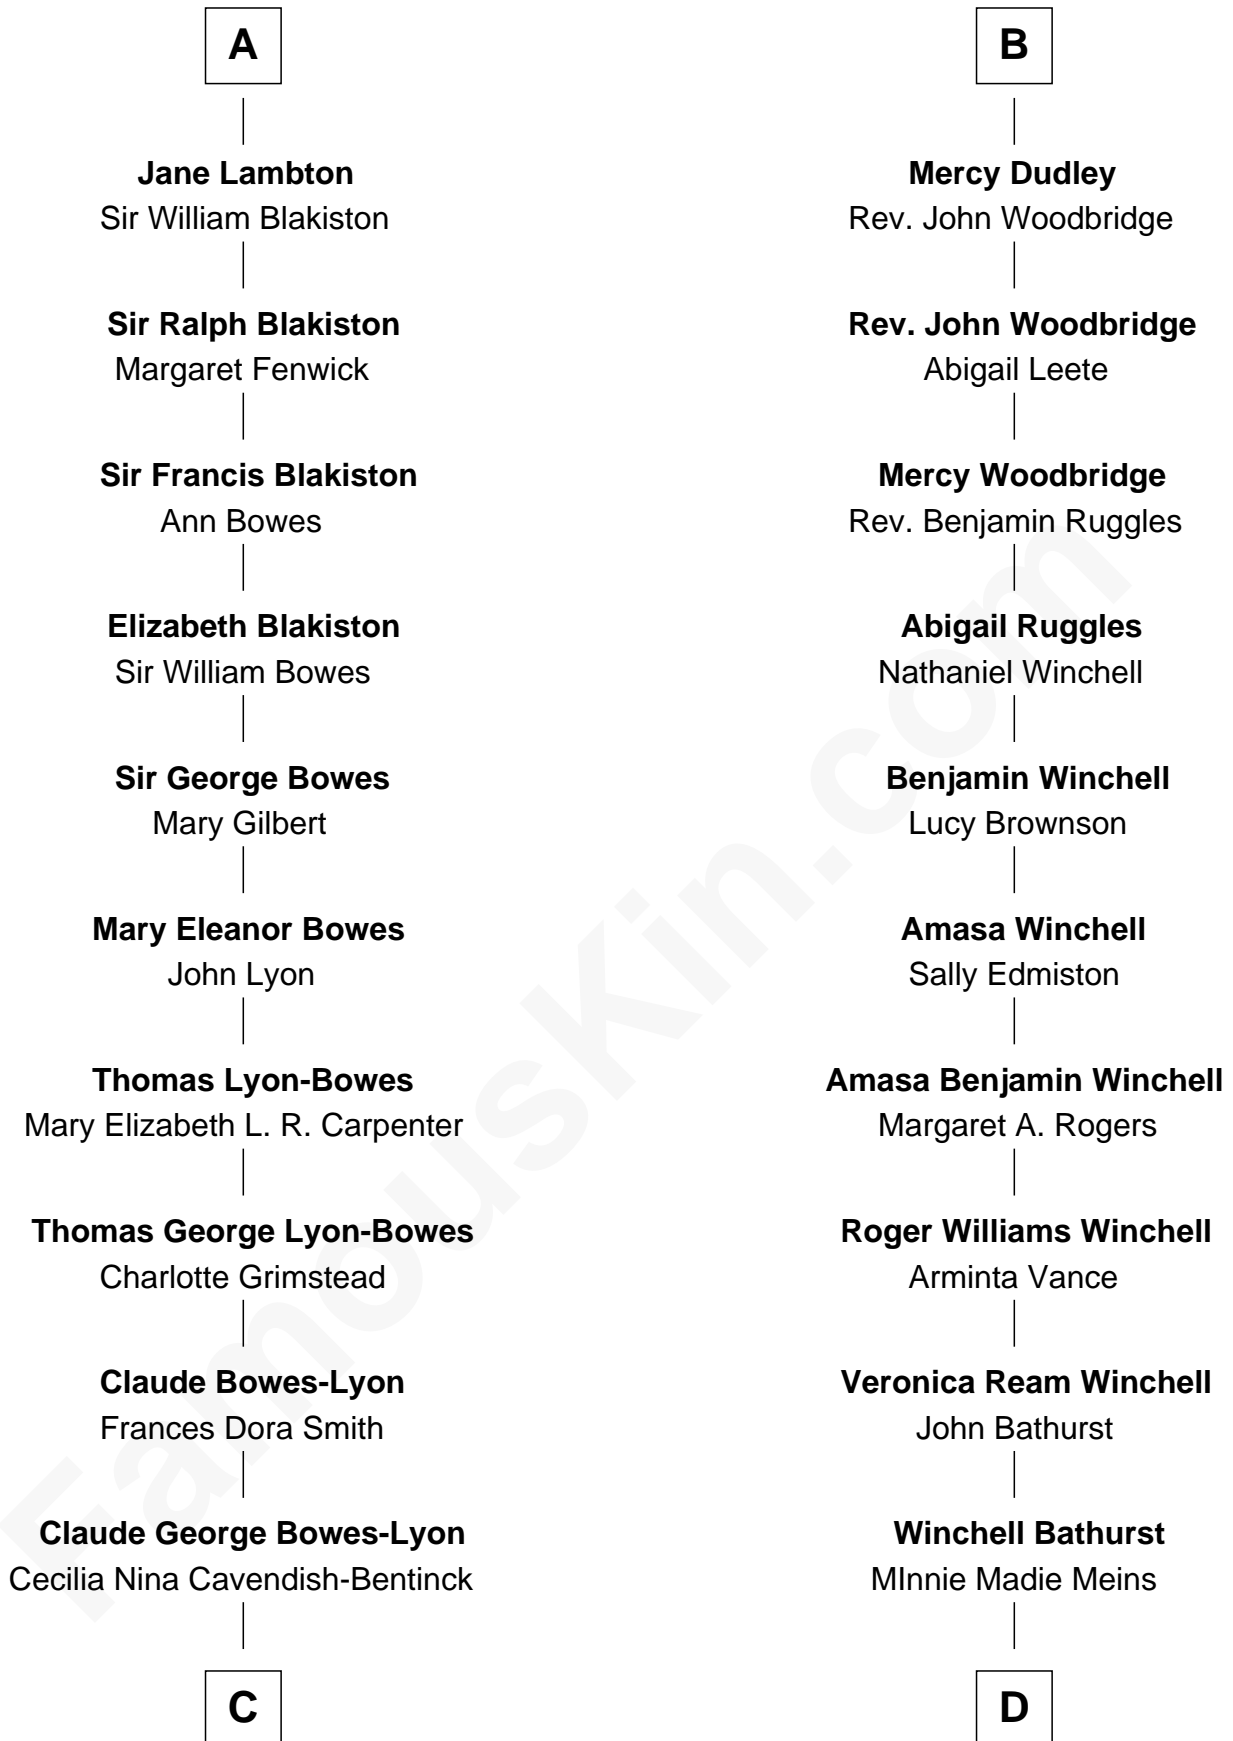 A
Jane Lambton
Sir William Blakiston
Sir Ralph Blakiston
Margaret Fenwick
Sir Francis Blakiston
Ann Bowes
Elizabeth Blakiston
Sir William Bowes
Sir George Bowes
Mary Gilbert
Mary Eleanor Bowes
John Lyon
Thomas Lyon-Bowes
Mary Elizabeth L. R. Carpenter
Thomas George Lyon-Bowes
Charlotte Grimstead
Claude Bowes-Lyon
Frances Dora Smith
Claude George Bowes-Lyon
Cecilia Nina Cavendish-Bentinck
C
B
Mercy Dudley
Rev. John Woodbridge
Rev. John Woodbridge
Abigail Leete
Mercy Woodbridge
Rev. Benjamin Ruggles
Abigail Ruggles
Nathaniel Winchell
Benjamin Winchell
Lucy Brownson
Amasa Winchell
Sally Edmiston
Amasa Benjamin Winchell
Margaret A. Rogers
Roger Williams Winchell
Arminta Vance
Veronica Ream Winchell
John Bathurst
Winchell Bathurst
MInnie Madie Meins
D
FamousKin.com